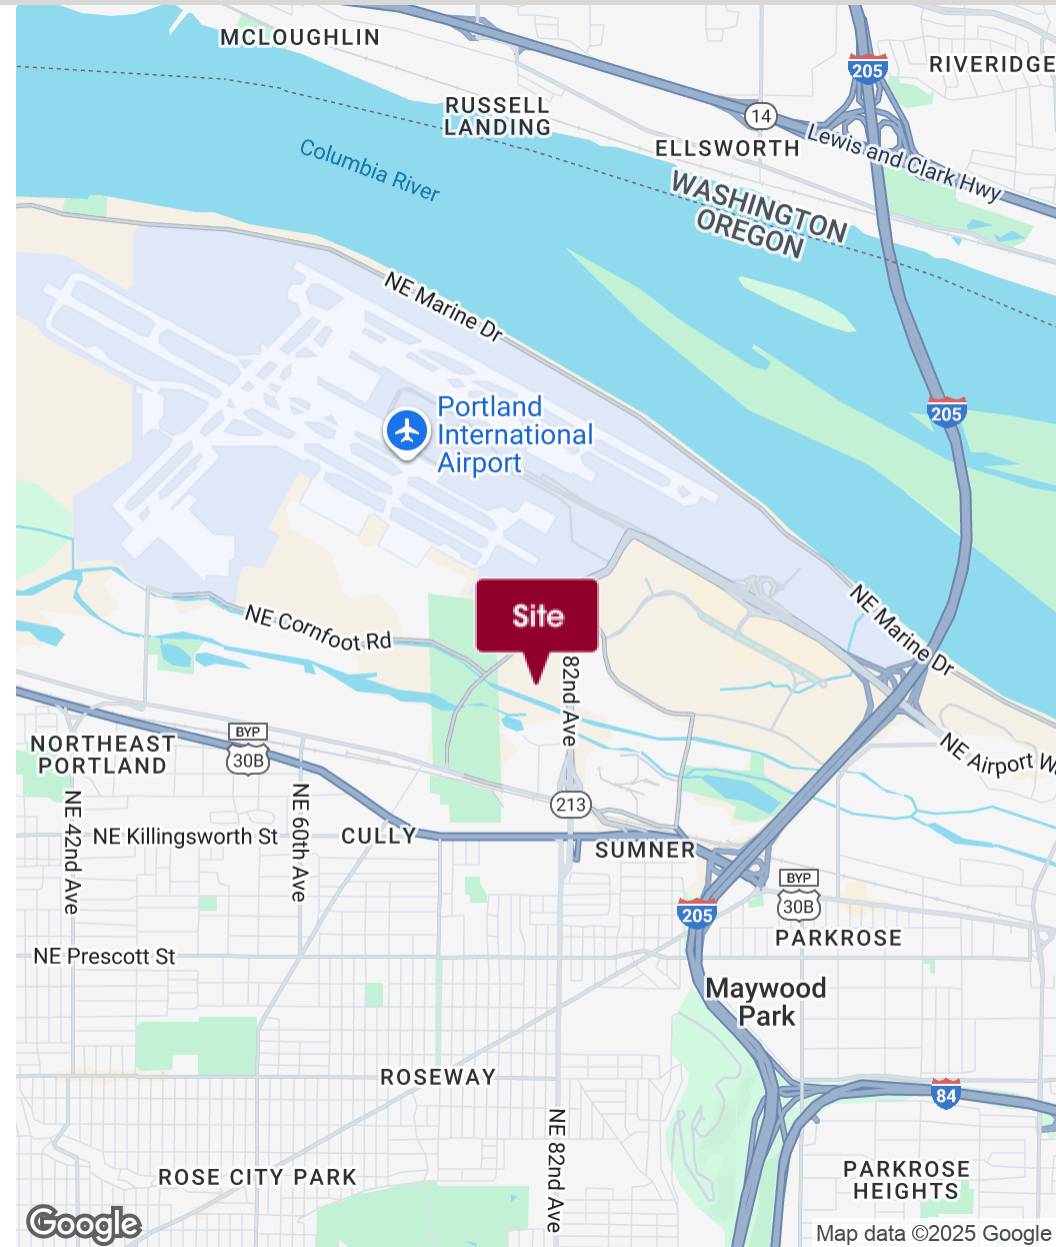 MCLOUGHLIN
205
RIVERIDGE
RUSSELL
LANDING
14
Lewis and Clark Hwy
ELLSWORTH
Columbia River
WASHINGTON
OREGON
NE Marine Dr
Portland
International
Airport
205
Site
NE Cornfoot Rd
NE Marine Dr
82nd Ave
BYP
30B
NORTHEAST
PORTLAND
NE Airport W
213
NE 42nd Ave
NE 60th Ave
NE Killingsworth St
CULLY
SUMNER
BYP
30B
205
PARKROSE
NE Prescott St
Maywood
Park
ROSEWAY
84
NE 82nd Ave
ROSE CITY PARK
PARKROSE
HEIGHTS
Google
Map data ©2025 Google